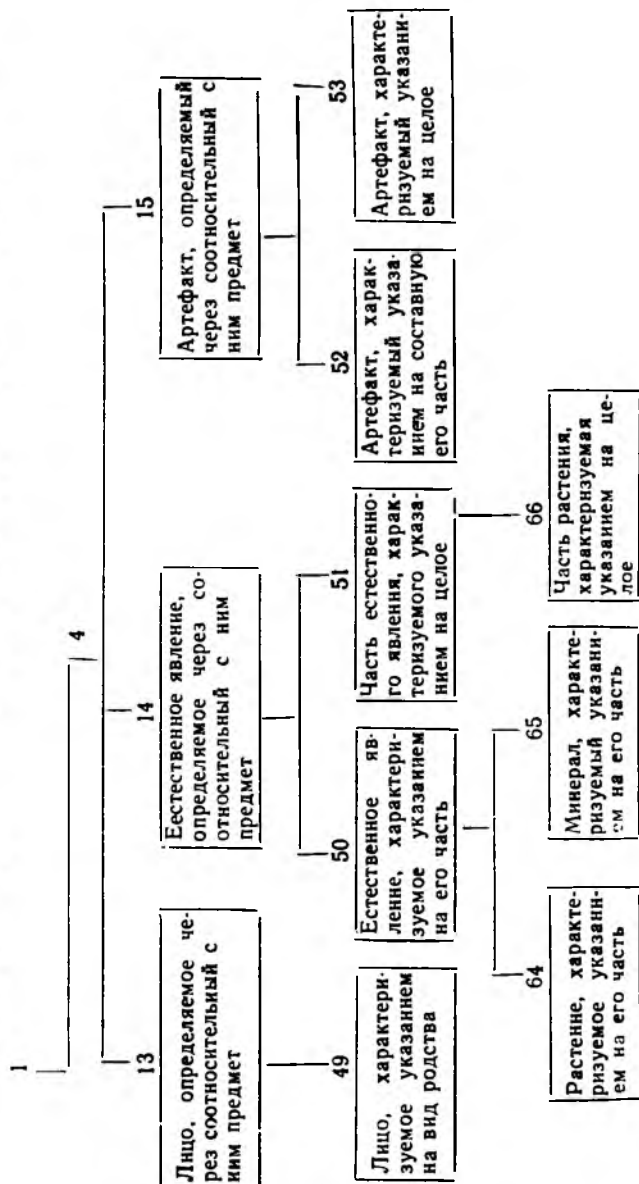 1
4
13
14
15
Лицо, определяемое че-
рез соотносительный с
ним предмет
Еестественное явление,
определяемое через со-
относительный с ним
предмет
Артефакт, определяемый
через соотносительный с
ним предмет
49
50
51
52
53
Лицо, характери-
зуемое указанием
на вид родства
Естественное яв-
ление, характери-
зуемое указанием
на его часть
Часть естественно-
го явления, харак-
теризуемого указа-
нием на целое
Артефакт, харак-
теризуемый указа-
нием на составную
его часть
Артефакт, характе-
ризуемый указани-
ем на целое
64
65
66
Растение, характе-
ризуемое указани-
ем на его часть
Минерал, характе-
ризуемый указани-
ем на его часть
Часть растения,
характеризуемая
указанием на це-
лое